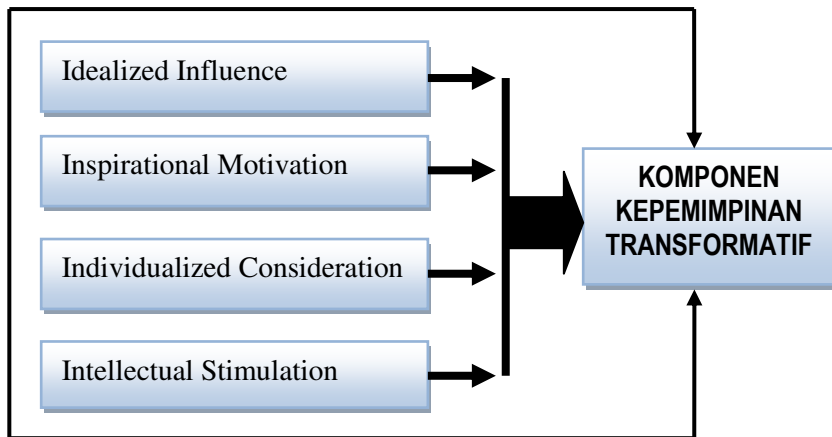 Idealized Influence
Inspirational Motivation
Individualized Consideration
Intellectual Stimulation
KOMPONEN
KEPEMIMPINAN
TRANSFORMATIF